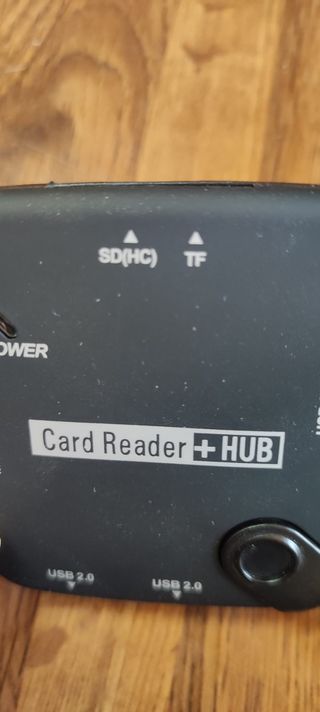 SD(HC) TF
OWER
Card Reader + HUB
USB 2.0 USB 2.0